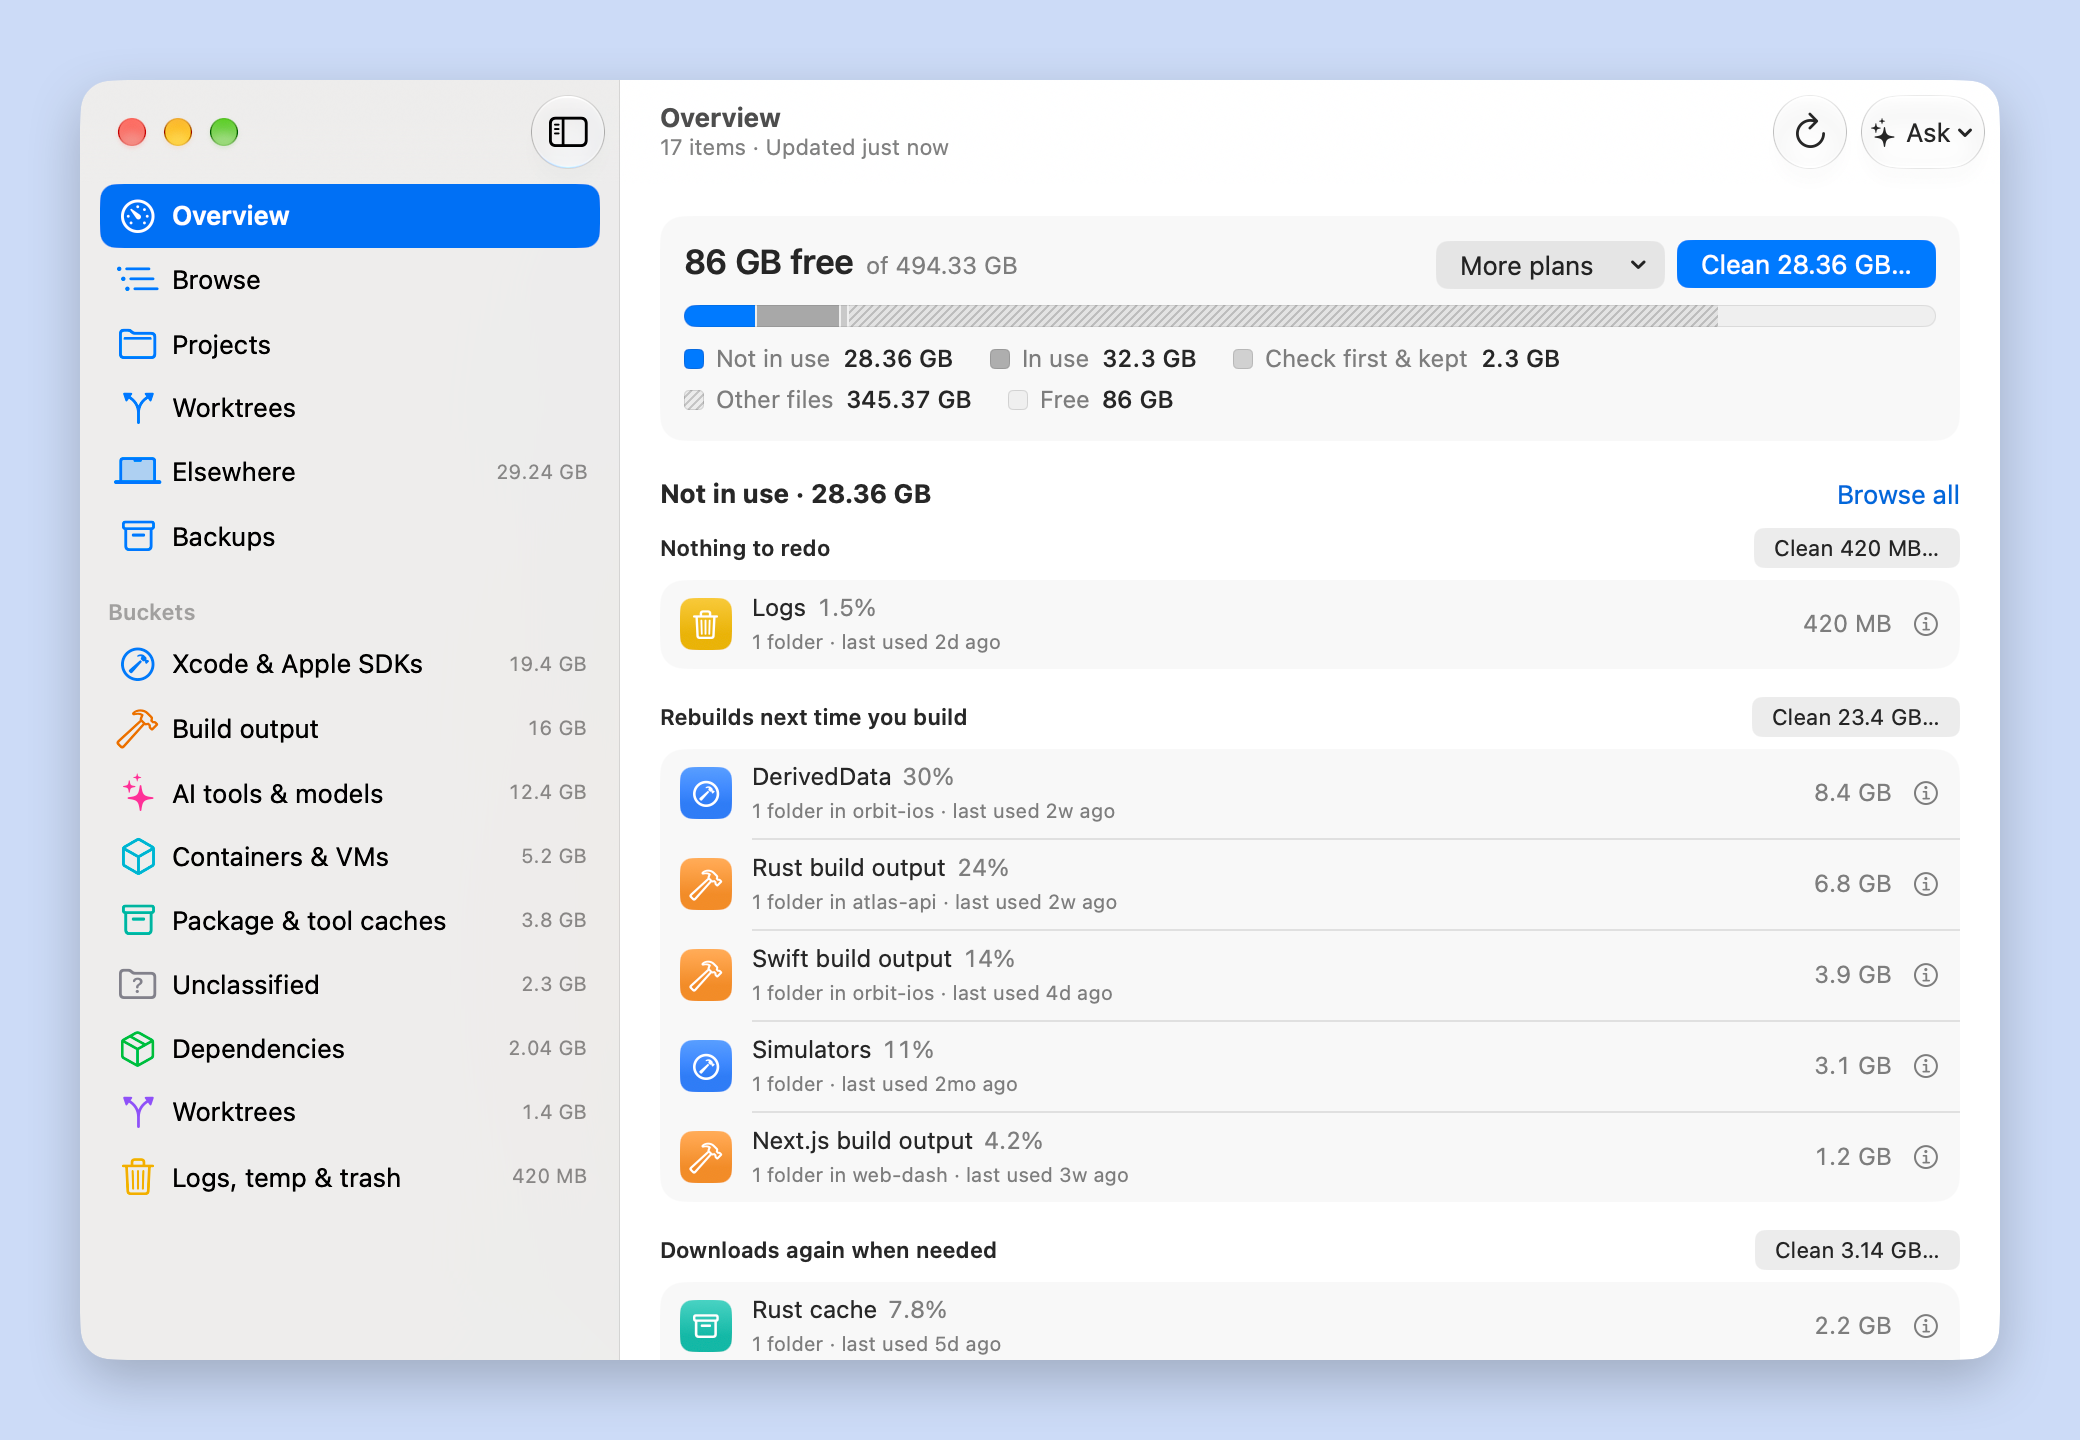 Overview
Browse
Projects
Worktrees
Elsewhere 29.24 GB
Backups
Buckets
Xcode & Apple SDKs 19.4 GB
Build output 16 GB
AI tools & models 12.4 GB
Containers & VMs 5.2 GB
Package & tool caches 3.8 GB
Unclassified 2.3 GB
Dependencies 2.04 GB
Worktrees 1.4 GB
Logs, temp & trash 420 MB
Overview
17 items · Updated just now
Ask
86 GB free of 494.33 GB
More plans
Clean 28.36 GB...
Not in use 28.36 GB In use 32.3 GB Check first & kept 2.3 GB
Other files 345.37 GB Free 86 GB
Not in use · 28.36 GB
Browse all
Nothing to redo
Clean 420 MB...
Logs 1.5%
1 folder · last used 2d ago
420 MB
Rebuilds next time you build
Clean 23.4 GB...
DerivedData 30%
1 folder in orbit-ios · last used 2w ago
8.4 GB
Rust build output 24%
1 folder in atlas-api · last used 2w ago
6.8 GB
Swift build output 14%
1 folder in orbit-ios · last used 4d ago
3.9 GB
Simulators 11%
1 folder · last used 2mo ago
3.1 GB
Next.js build output 4.2%
1 folder in web-dash · last used 3w ago
1.2 GB
Downloads again when needed
Clean 3.14 GB...
Rust cache 7.8%
1 folder · last used 5d ago
2.2 GB